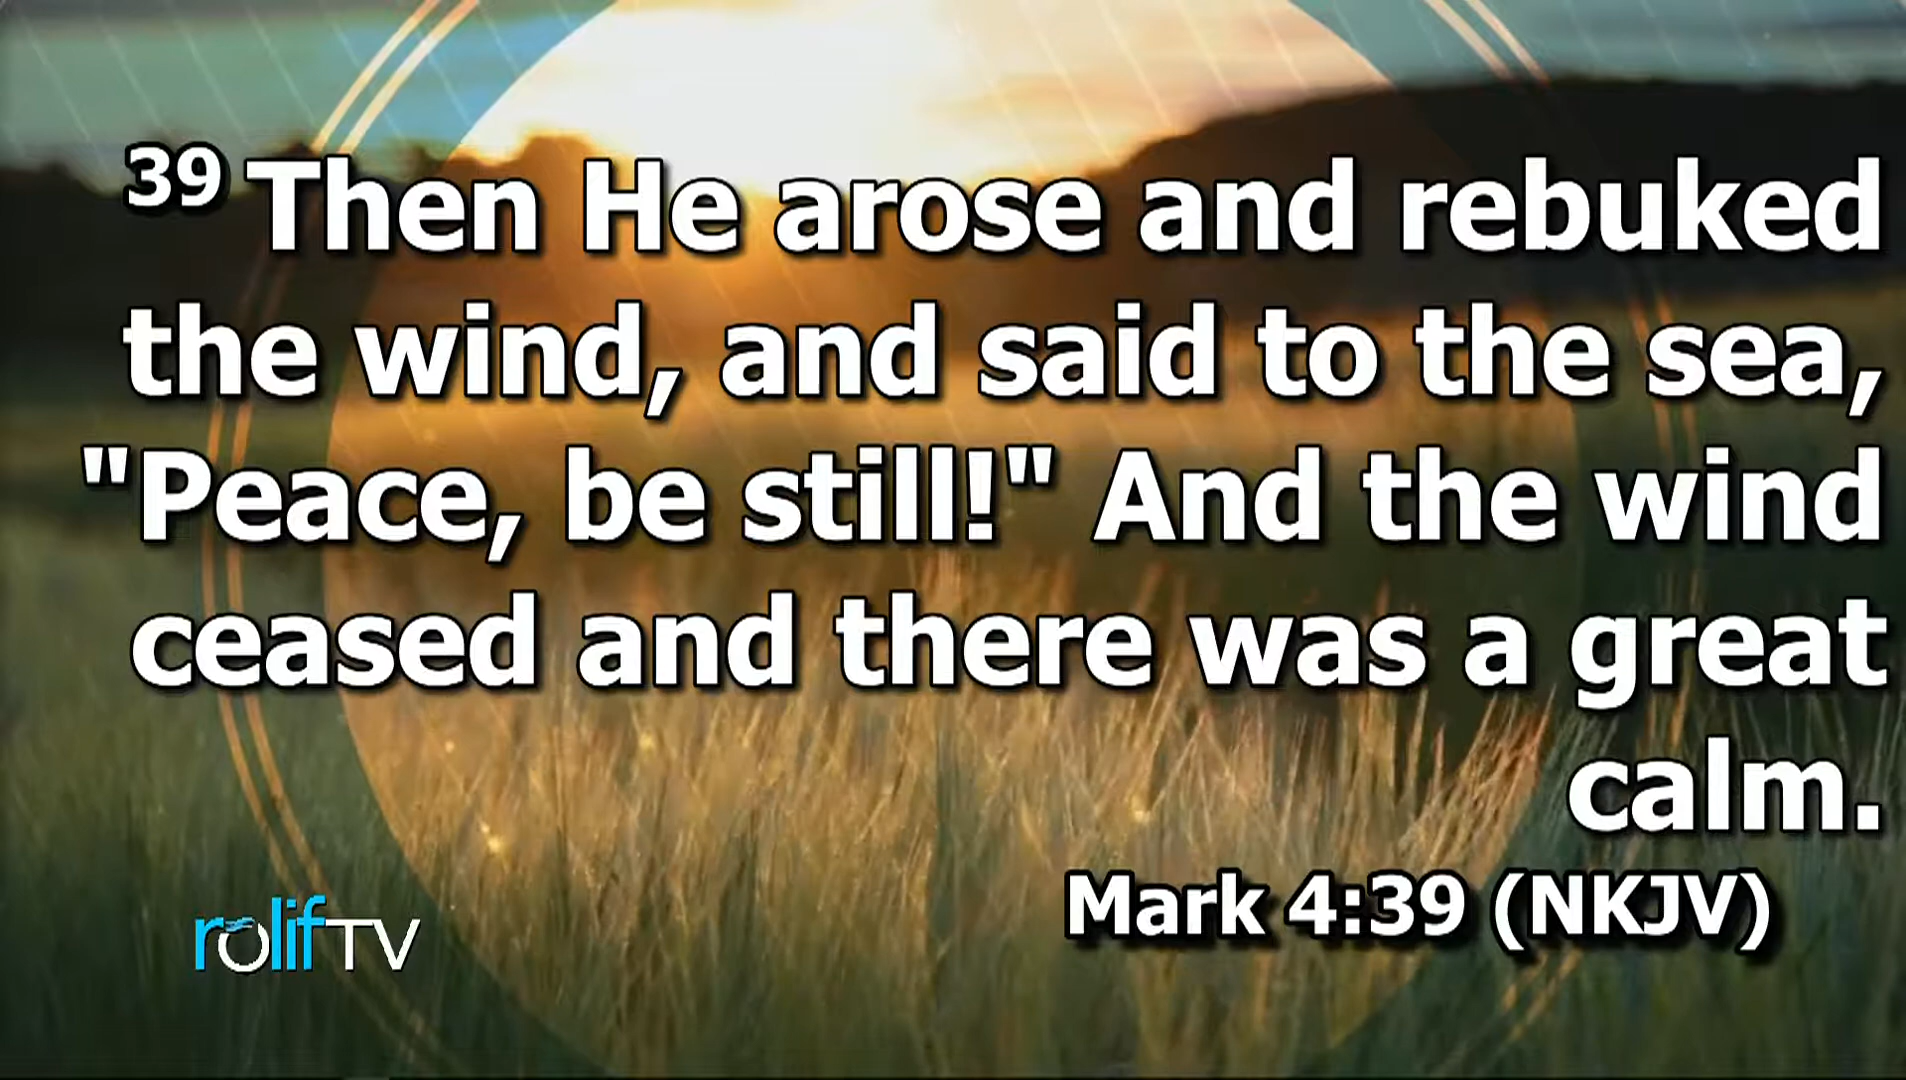 39 Then He arose and rebuked
the wind, and said to the sea,
"Peace, be still!" And the wind
ceased and there was a great
calm.
Mark 4:39 (NKJV)
rolifTV